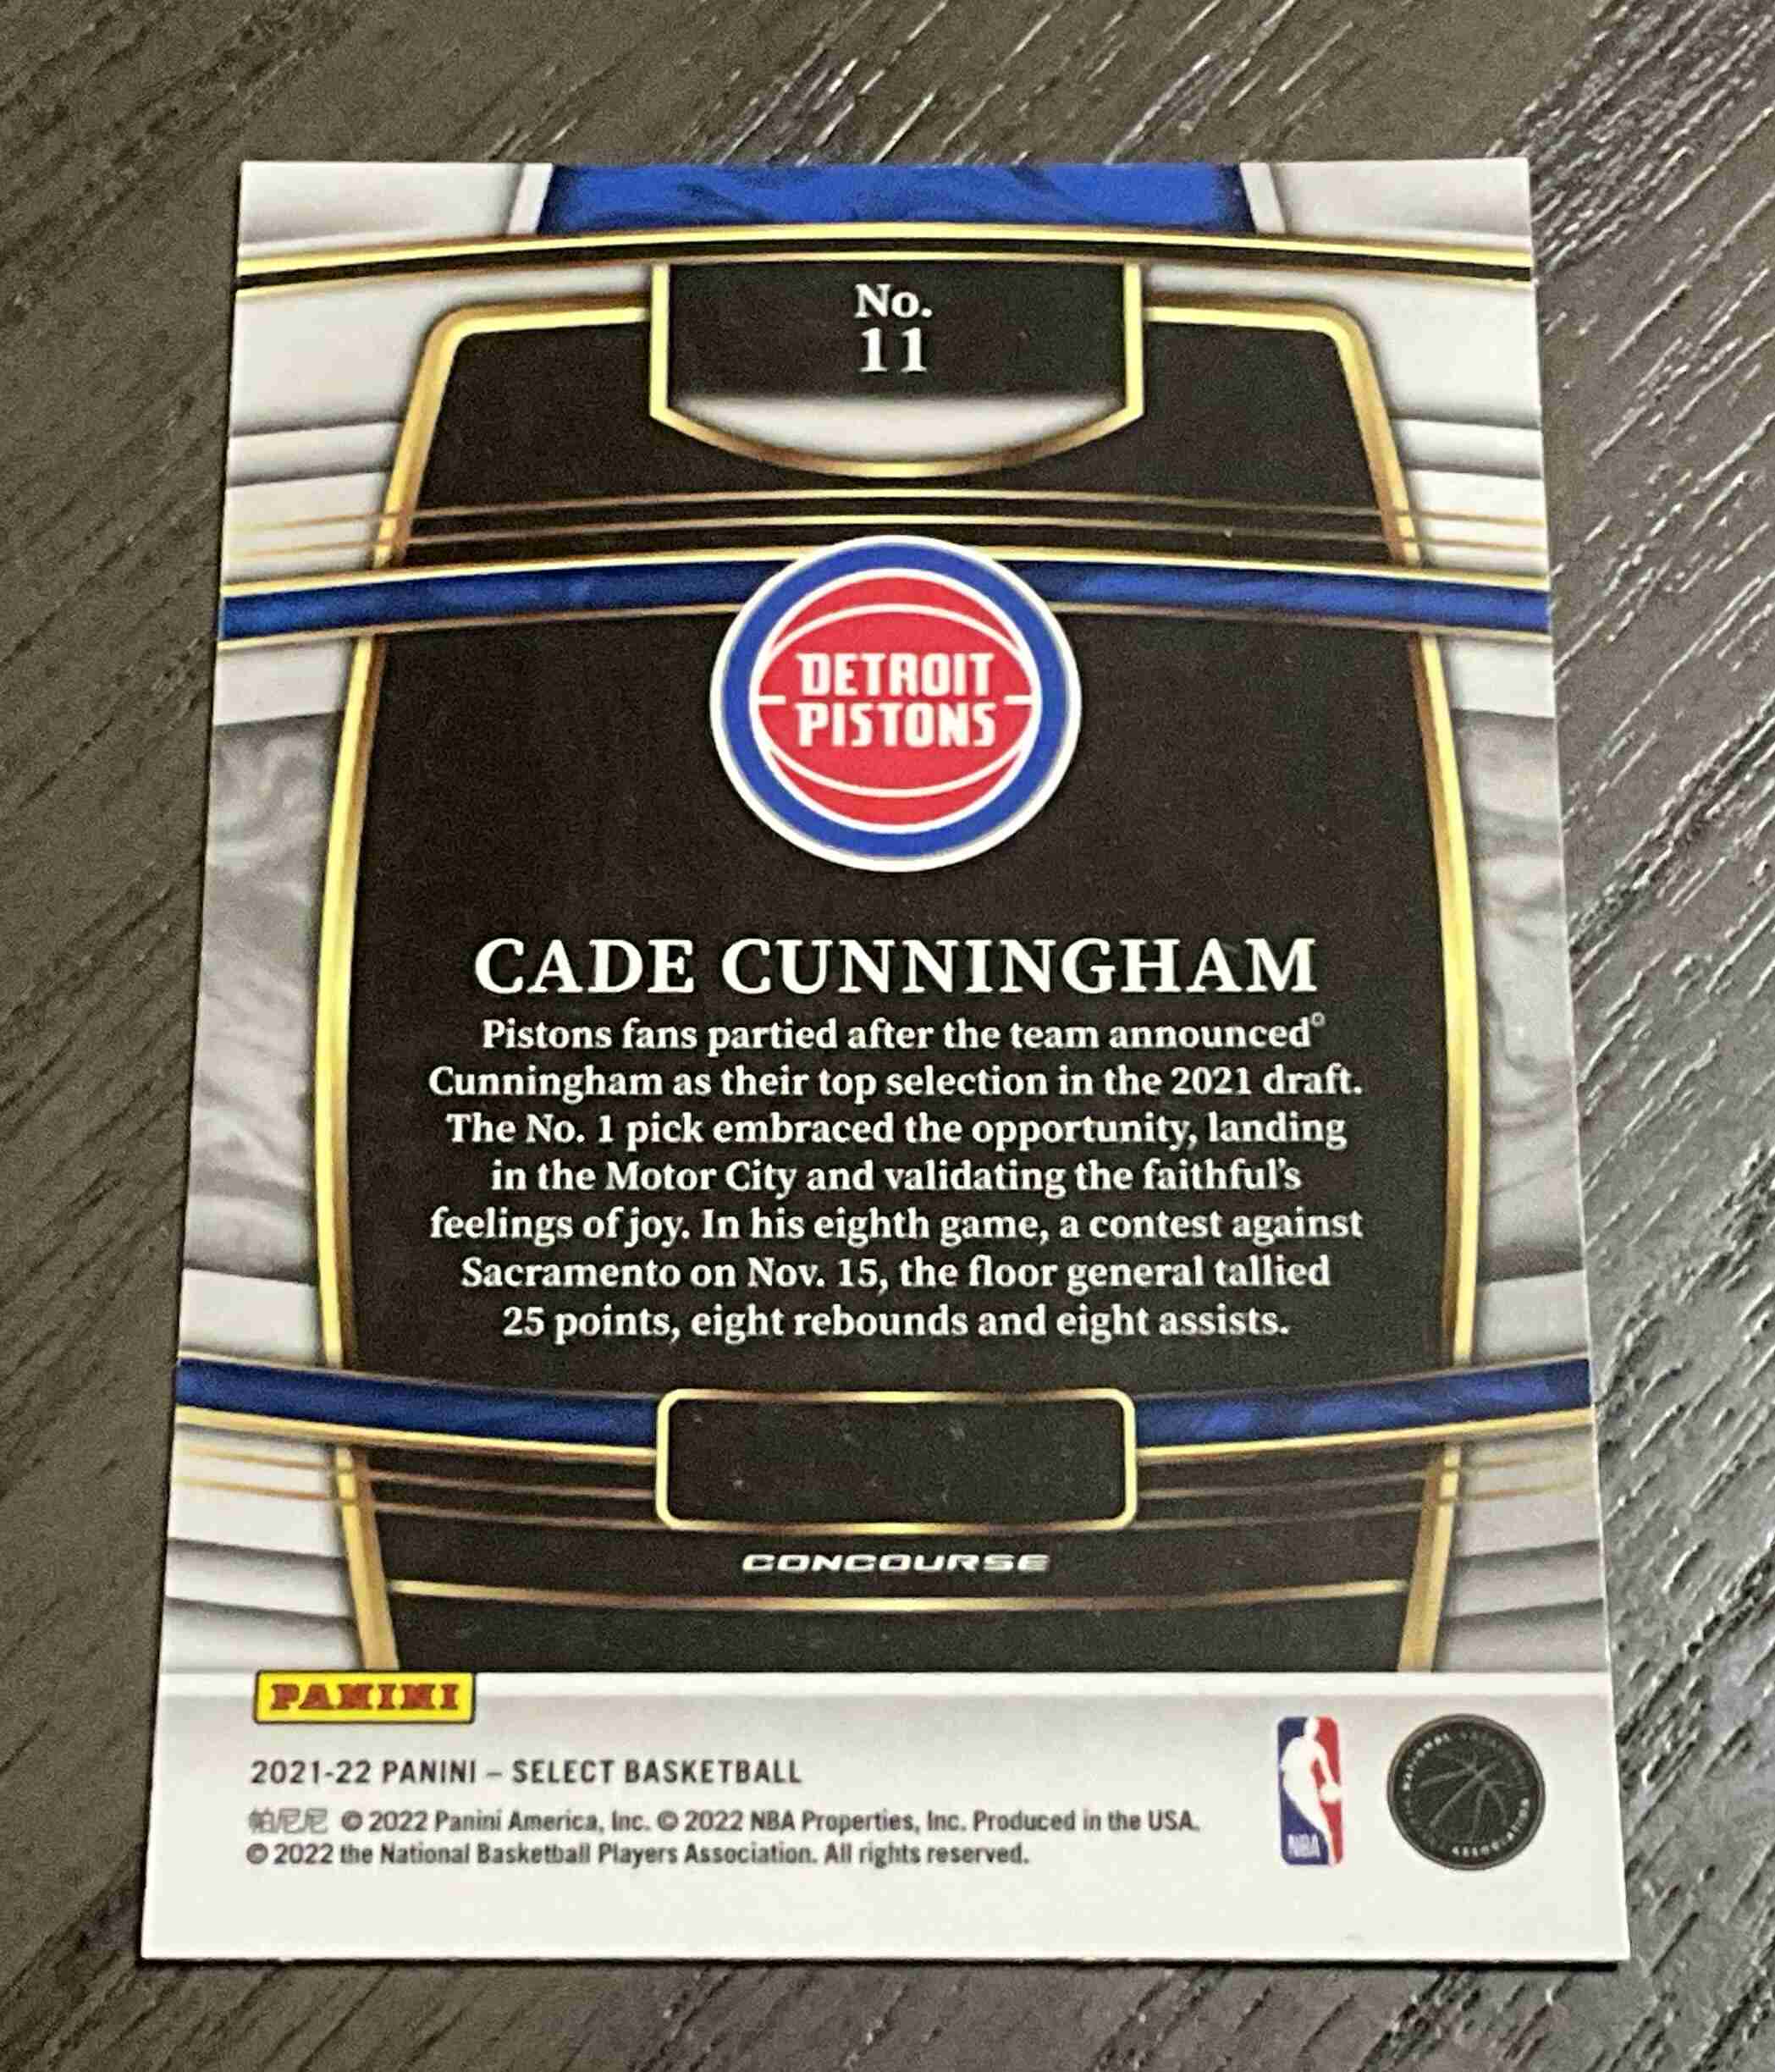 No.
11
DETROIT
PISTONS
CADE CUNNINGHAM
Pistons fans partied after the team announced©
Cunningham as their top selection in the 2021 draft.
The No. 1 pick embraced the opportunity, landing
in the Motor City and validating the faithful’s
feelings of joy. In his eighth game, a contest against
Sacramento on Nov. 15, the floor general tallied
25 points, eight rebounds and eight assists.
CONCOURSE
PANINI
2021-22 PANINI – SELECT BASKETBALL
帕尼尼 © 2022 Panini America, Inc. © 2022 NBA Properties, Inc. Produced in the USA.
© 2022 the National Basketball Players Association. All rights reserved.
NBA
NATIONAL
ASSOCIATION